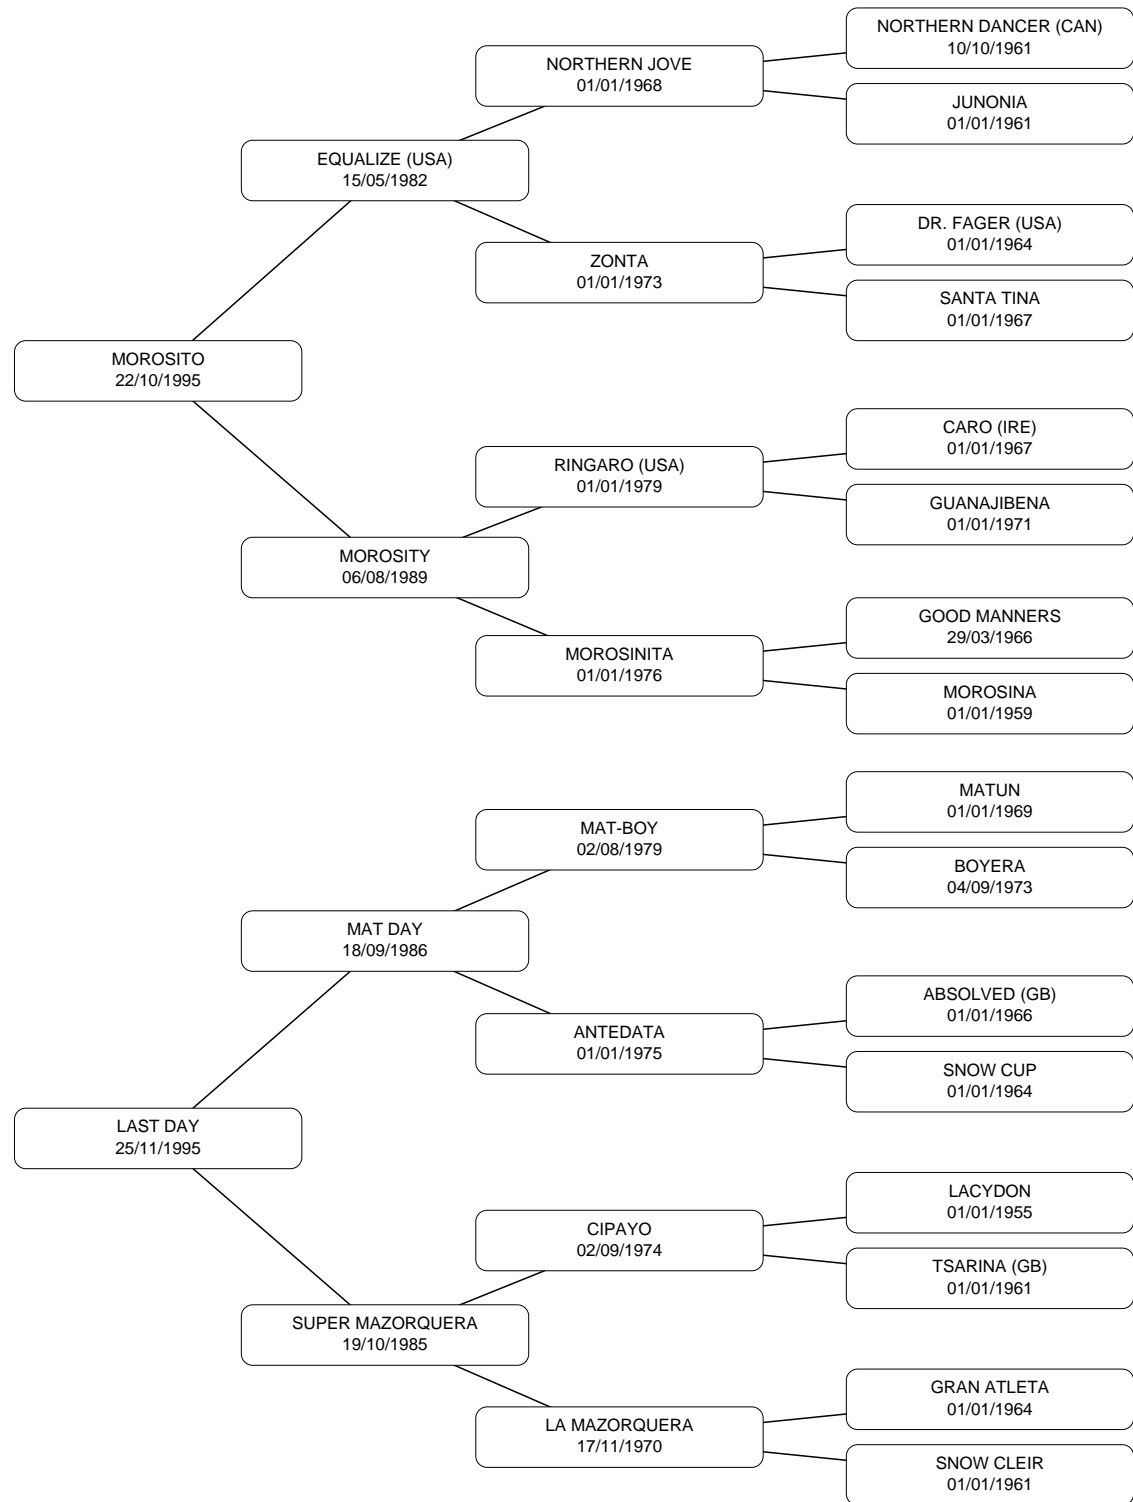 NORTHERN DANCER (CAN)
10/10/1961
NORTHERN JOVE
01/01/1968
JUNONIA
01/01/1961
EQUALIZE (USA)
15/05/1982
DR. FAGER (USA)
01/01/1964
ZONTA
01/01/1973
SANTA TINA
01/01/1967
MOROSITO
22/10/1995
CARO (IRE)
01/01/1967
RINGARO (USA)
01/01/1979
GUANAJIBENA
01/01/1971
MOROSITY
06/08/1989
GOOD MANNERS
29/03/1966
MOROSINITA
01/01/1976
MOROSINA
01/01/1959
MATUN
01/01/1969
MAT-BOY
02/08/1979
BOYERA
04/09/1973
MAT DAY
18/09/1986
ABSOLVED (GB)
01/01/1966
ANTEDATA
01/01/1975
SNOW CUP
01/01/1964
LAST DAY
25/11/1995
LACYDON
01/01/1955
CIPAYO
02/09/1974
TSARINA (GB)
01/01/1961
SUPER MAZORQUERA
19/10/1985
GRAN ATLETA
01/01/1964
LA MAZORQUERA
17/11/1970
SNOW CLEIR
01/01/1961